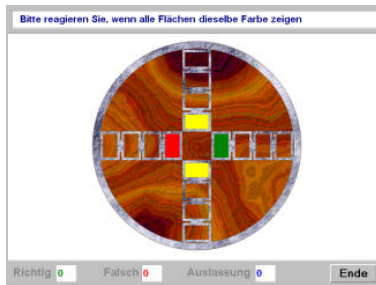 Bitte reagieren Sie, wenn alle Flächen dieselbe Farbe zeigen
Richtig 0 Falsch 0 Auslassung 0 Ende